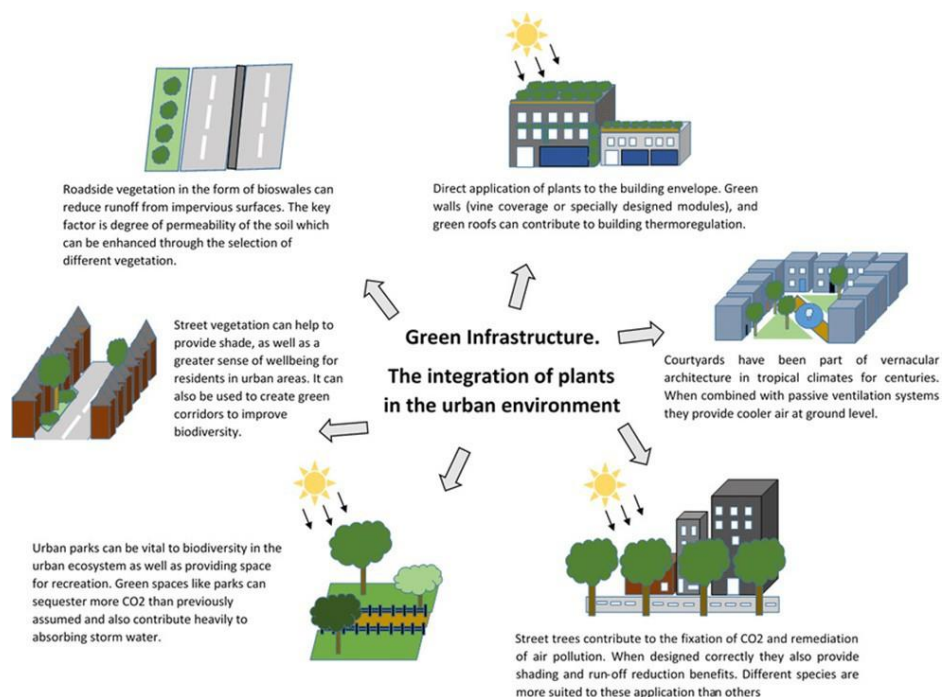 Roadside vegetation in the form of bioswales can
reduce runoff from impervious surfaces. The key
factor is degree of permeability of the soil which
can be enhanced through the selection of
different vegetation.
Direct application of plants to the building envelope. Green
walls (vine coverage or specially designed modules), and
green roofs can contribute to building thermoregulation.
Green Infrastructure.
The integration of plants
in the urban environment
Street vegetation can help to
provide shade, as well as a
greater sense of wellbeing for
residents in urban areas. It can
also be used to create green
corridors to improve
biodiversity.
Courtyards have been part of vernacular
architecture in tropical climates for centuries.
When combined with passive ventilation systems
they provide cooler air at ground level.
Urban parks can be vital to biodiversity in the
urban ecosystem as well as providing space
for recreation. Green spaces like parks can
sequester more CO2 than previously
assumed and also contribute heavily to
absorbing storm water.
Street trees contribute to the fixation of CO2 and remediation
of air pollution. When designed correctly they also provide
shading and run-off reduction benefits. Different species are
more suited to these application than others